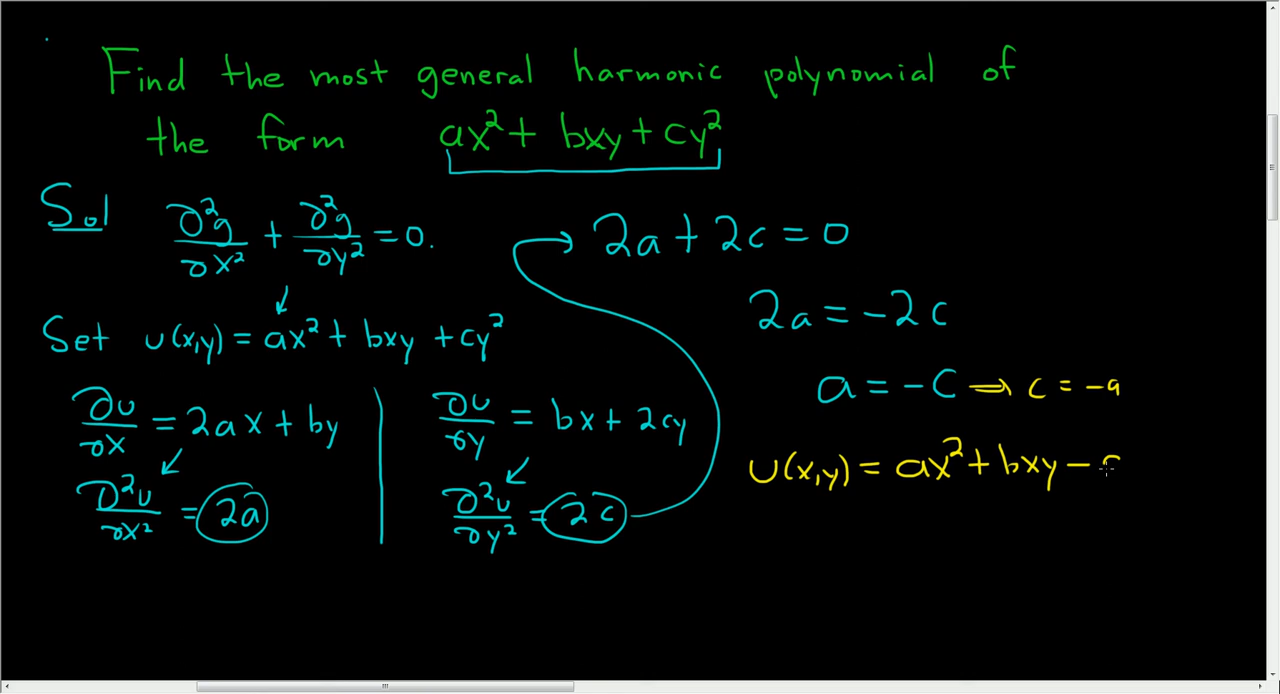 Find the most general harmonic polynomial of
the form ax² + bxy + cy²
Sol ∂²g/∂x² + ∂²g/∂y² = 0.
Set u(x,y) = ax² + bxy + cy²
∂u/∂x = 2ax + by
∂²u/∂x² = 2a
∂u/∂y = bx + 2cy
∂²u/∂y² = 2c
→ 2a + 2c = 0
2a = -2c
a = -c ⟹ c = -a
u(x,y) = ax² + bxy -